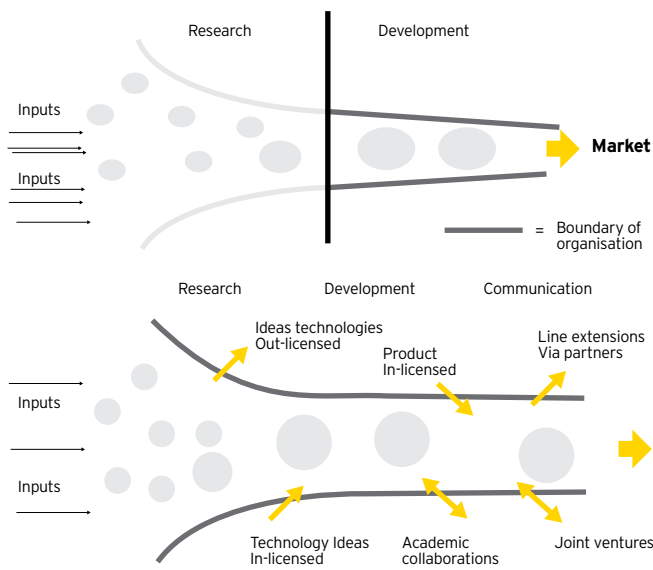 Research
Development
Inputs
Inputs
Market
= Boundary of
organisation
Research
Development
Communication
Ideas technologies
Out-licensed
Product
In-licensed
Line extensions
Via partners
Inputs
Inputs
Technology Ideas
In-licensed
Academic
collaborations
Joint ventures